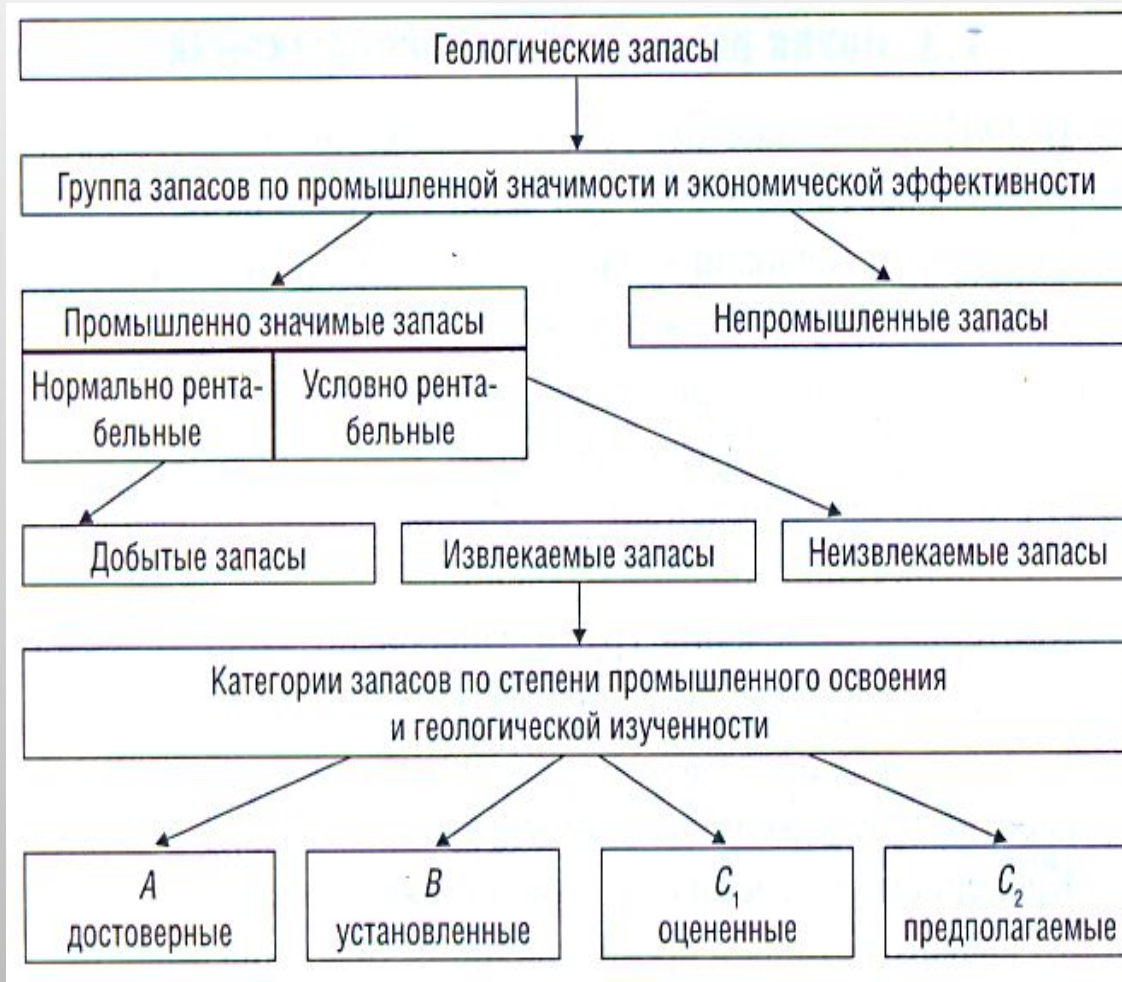 Геологические запасы
Группа запасов по промышленной значимости и экономической эффективности
Промышленно значимые запасы
Непромышленные запасы
Нормально рента-
бельные
Условно рента-
бельные
Добытые запасы
Извлекаемые запасы
Неизвлекаемые запасы
Категории запасов по степени промышленного освоения
и геологической изученности
A
достоверные
B
установленные
C₁
оцененные
C₂
предполагаемые